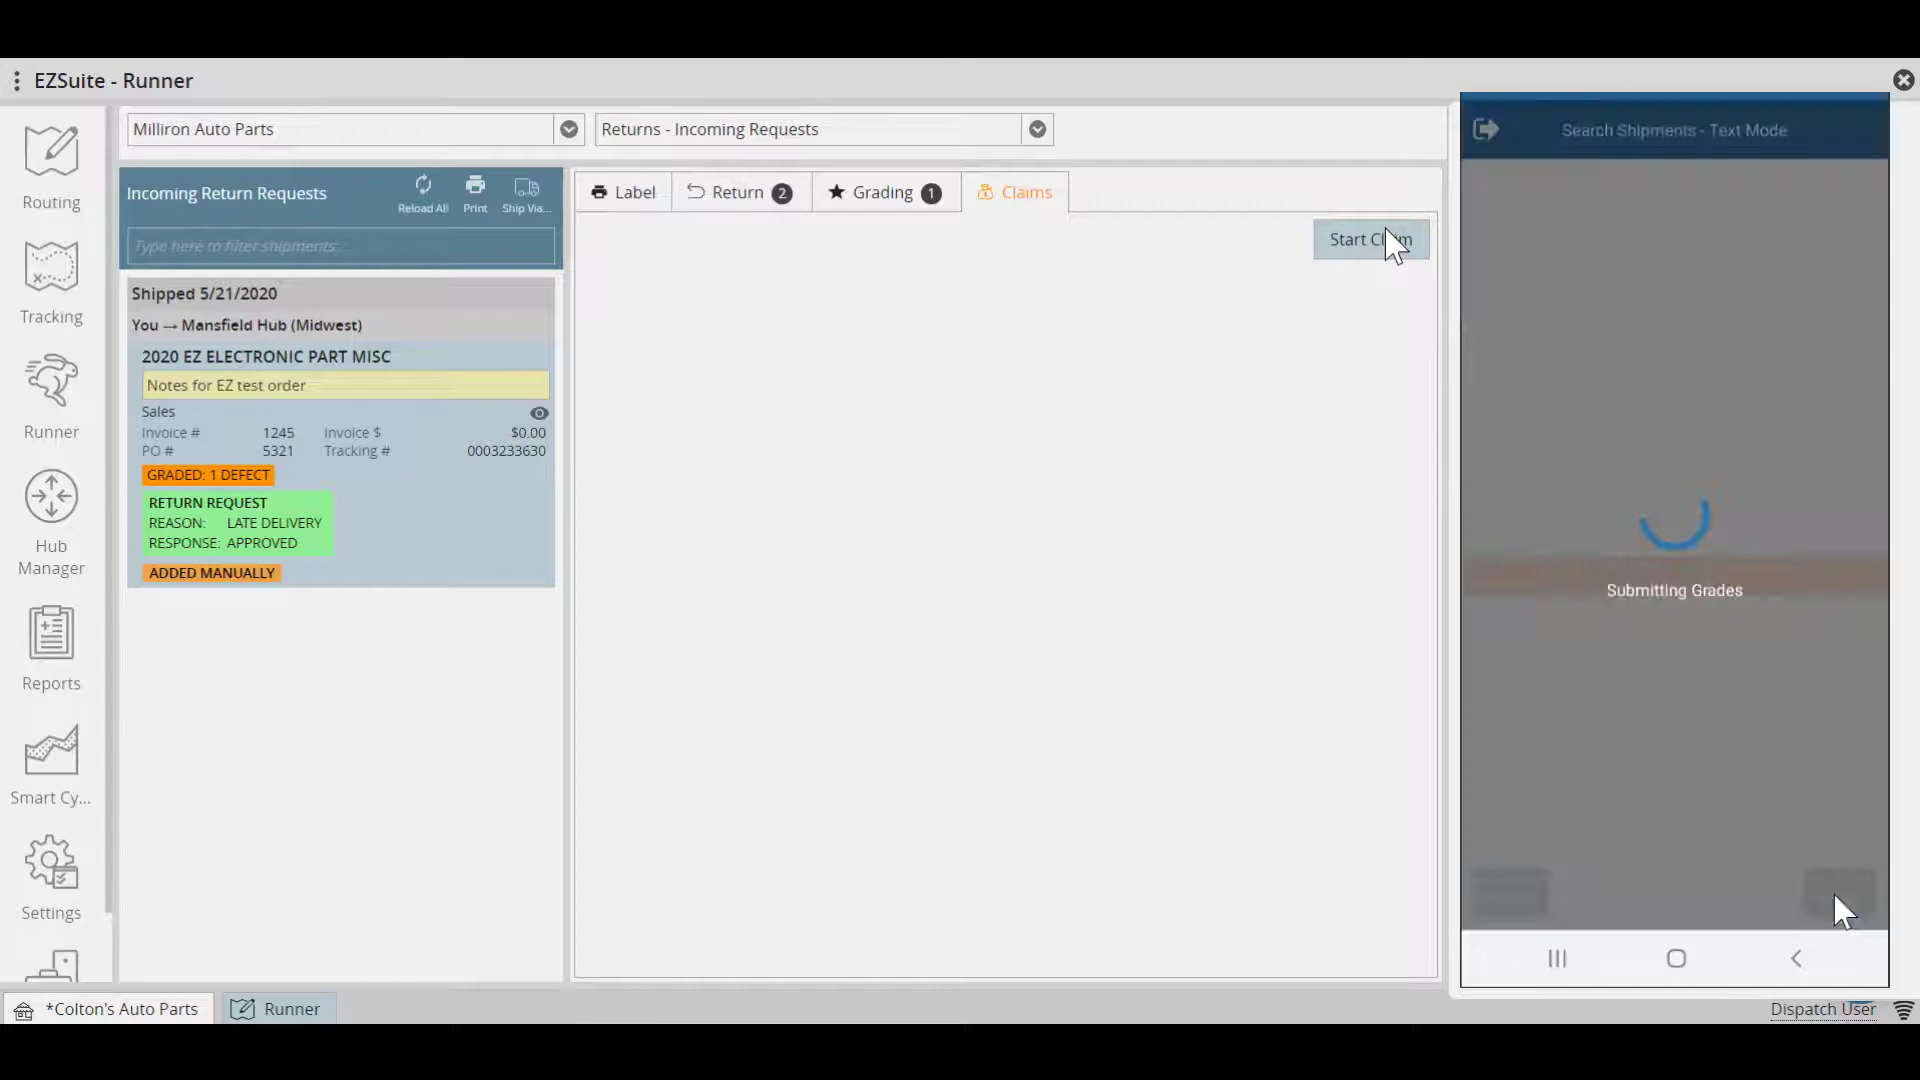 EZSuite - Runner
Milliron Auto Parts
Returns - Incoming Requests
Search Shipments - Text Mode
Routing
Tracking
Runner
Hub
Manager
Reports
Smart Cy...
Settings
Incoming Return Requests
Reload All
Print
Ship Via...
Type here to filter shipments...
Shipped 5/21/2020
You → Mansfield Hub (Midwest)
2020 EZ ELECTRONIC PART MISC
Notes for EZ test order
Sales
Invoice # 1245 Invoice $ $0.00
PO # 5321 Tracking # 0003233630
GRADED: 1 DEFECT
RETURN REQUEST
REASON: LATE DELIVERY
RESPONSE: APPROVED
ADDED MANUALLY
Label
Return 2
Grading 1
Claims
Start Claim
Submitting Grades
*Colton's Auto Parts
Runner
Dispatch User